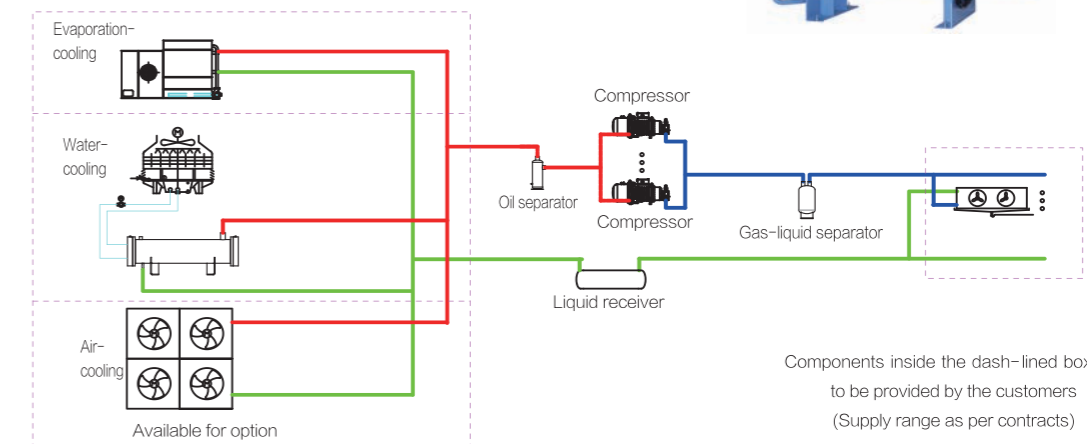 Evaporation-
cooling
Water-
cooling
Air-
cooling
Available for option
Oil separator
Compressor
Compressor
Gas-liquid separator
Liquid receiver
Components inside the dash-lined box
to be provided by the customers
(Supply range as per contracts)